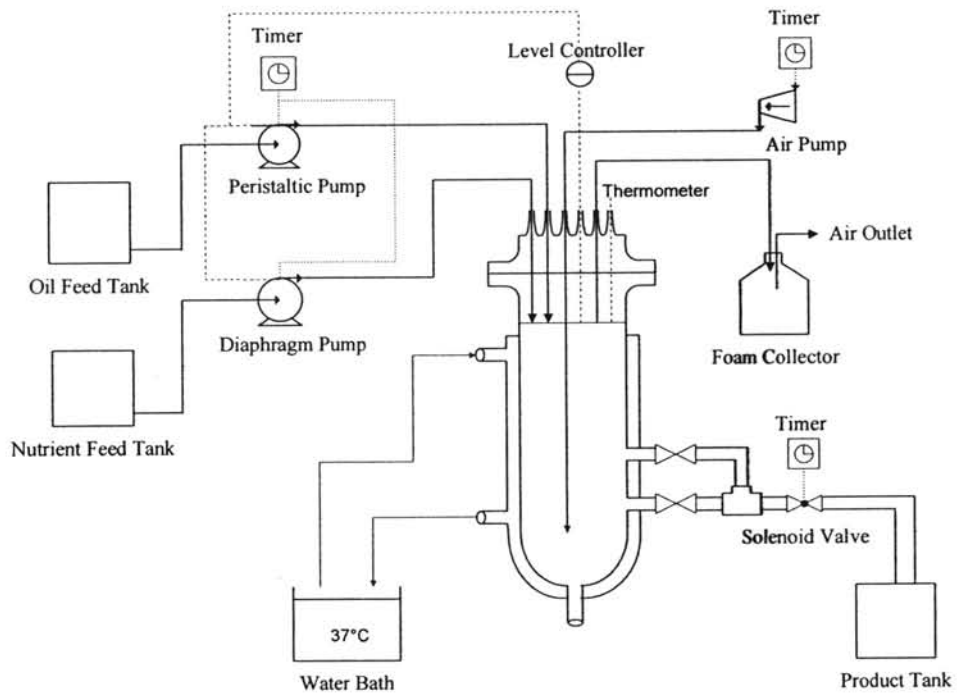 Timer
Timer
Level Controller
Air Pump
Peristaltic Pump
Thermometer
Air Outlet
Oil Feed Tank
Diaphragm Pump
Foam Collector
Nutrient Feed Tank
Timer
Solenoid Valve
37°C
Water Bath
Product Tank